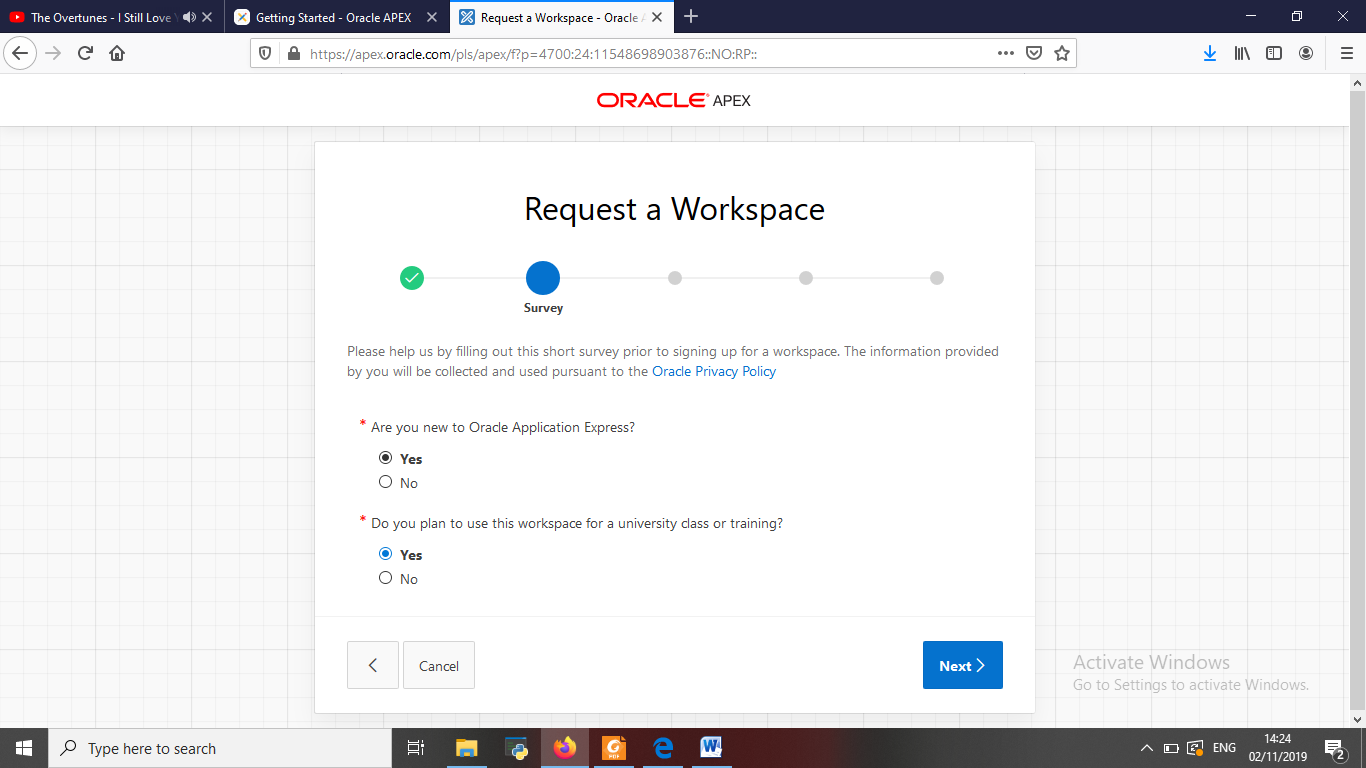 The Overtunes - I Still Love Y
Getting Started - Oracle APEX
Request a Workspace - Oracle A
https://apex.oracle.com/pls/apex/f?p=4700:24:11548698903876::NO:RP::
ORACLE® APEX
Request a Workspace
Survey
Please help us by filling out this short survey prior to signing up for a workspace. The information provided
by you will be collected and used pursuant to the Oracle Privacy Policy
* Are you new to Oracle Application Express?
Yes
No
* Do you plan to use this workspace for a university class or training?
Yes
No
Cancel
Next
Activate Windows
Go to Settings to activate Windows.
Type here to search
G
PDF
W
ENG
14:24
02/11/2019
2